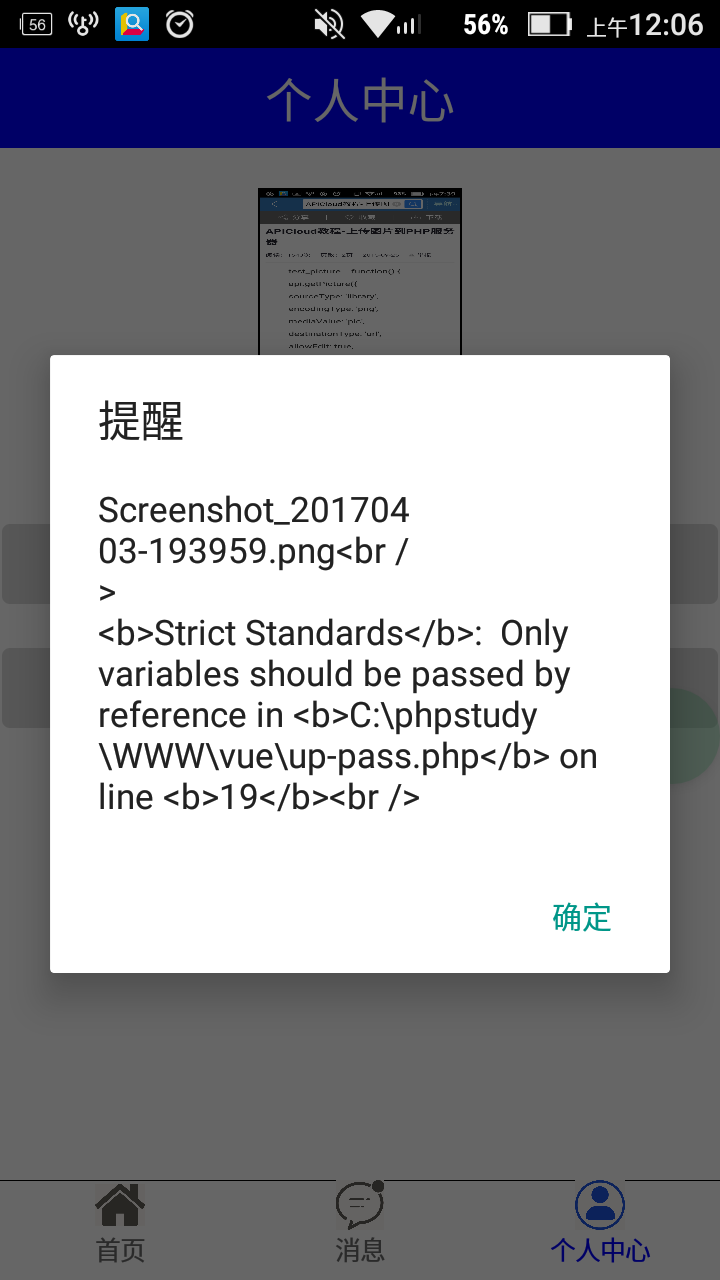 56
56%
上午12:06
个人中心
APICloud教程-上传图片到PHP服务
器
test_picture function() {
api.getPicture({
sourceType: 'library',
encodingType: 'png',
mediaValue: 'pic',
destinationType: 'url',
allowEdit: true,
提醒
Screenshot_201704
03-193959.png<br /
>
<b>Strict Standards</b>:  Only
variables should be passed by
reference in <b>C:\phpstudy
\WWW\vue\up-pass.php</b> on
line <b>19</b><br />
确定
首页
消息
个人中心